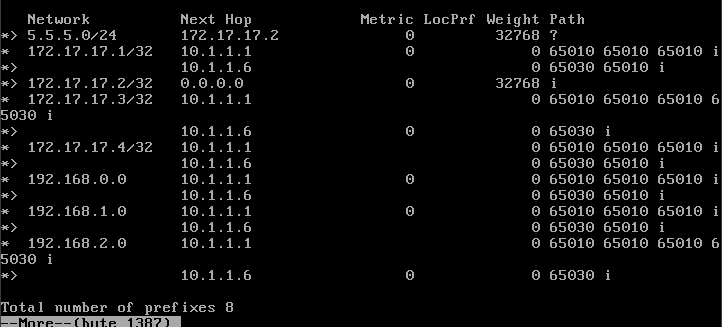 Network          Next Hop            Metric LocPrf Weight Path
*> 5.5.5.0/24       172.17.17.2              0         32768 ?
*  172.17.17.1/32   10.1.1.1                 0             0 65010 65010 65010 i
*>                  10.1.1.6                               0 65030 65010 i
*> 172.17.17.2/32   0.0.0.0                  0         32768 i
*  172.17.17.3/32   10.1.1.1                               0 65010 65010 65010 6
5030 i
*>                  10.1.1.6                 0             0 65030 i
*  172.17.17.4/32   10.1.1.1                               0 65010 65010 65010 i
*>                  10.1.1.6                               0 65030 65010 i
*  192.168.0.0      10.1.1.1                 0             0 65010 65010 65010 i
*>                  10.1.1.6                               0 65030 65010 i
*  192.168.1.0      10.1.1.1                 0             0 65010 65010 65010 i
*>                  10.1.1.6                               0 65030 65010 i
*  192.168.2.0      10.1.1.1                               0 65010 65010 65010 6
5030 i
*>                  10.1.1.6                 0             0 65030 i
Total number of prefixes 8
--More--(byte 1387)